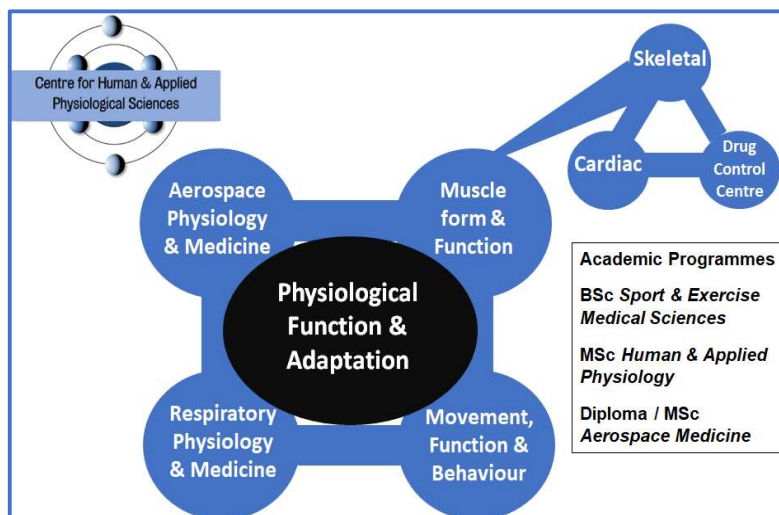 Centre for Human & Applied
Physiological Sciences
Skeletal
Cardiac
Drug
Control
Centre
Aerospace
Physiology
& Medicine
Muscle
form &
Function
Physiological
Function &
Adaptation
Respiratory
Physiology
& Medicine
Movement,
Function &
Behaviour
Academic Programmes
BSc Sport & Exercise
Medical Sciences
MSc Human & Applied
Physiology
Diploma / MSc
Aerospace Medicine